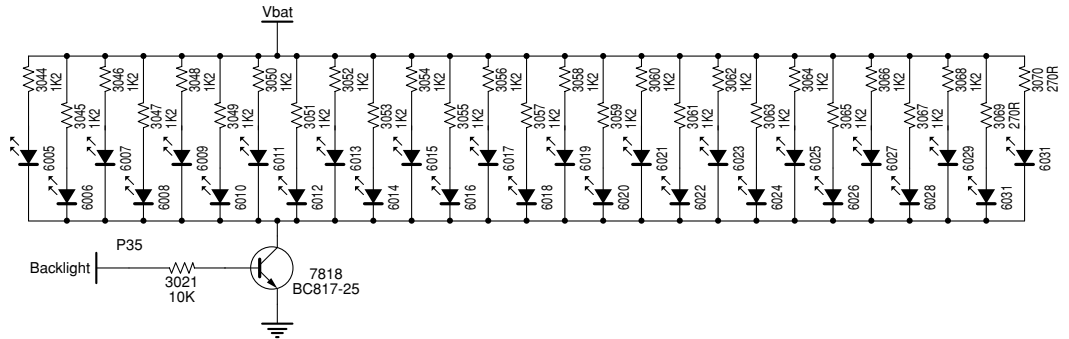 Vbat
3044 1K2
3045 1K2
3046 1K2
3047 1K2
3048 1K2
3049 1K2
3050 1K2
3051 1K2
3052 1K2
3053 1K2
3054 1K2
3055 1K2
3056 1K2
3057 1K2
3058 1K2
3059 1K2
3060 1K2
3061 1K2
3062 1K2
3063 1K2
3064 1K2
3065 1K2
3066 1K2
3067 1K2
3068 1K2
3069 270R
3070 270R
6005
6006
6007
6008
6009
6010
6011
6012
6013
6014
6015
6016
6017
6018
6019
6020
6021
6022
6023
6024
6025
6026
6027
6028
6029
6031
6031
P35
Backlight
3021
10K
7818
BC817-25